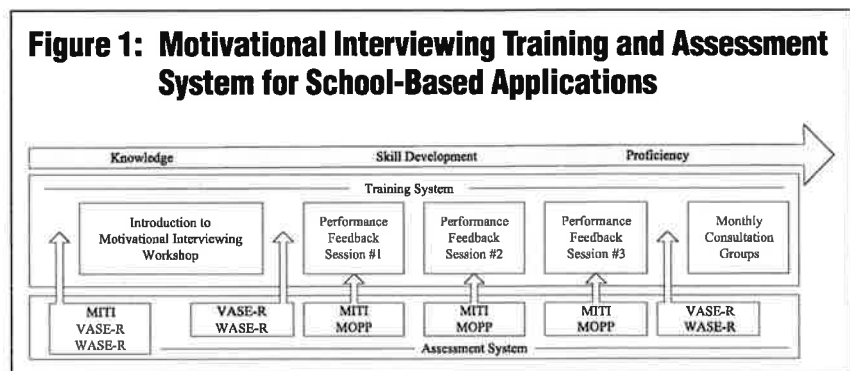 Figure 1: Motivational Interviewing Training and Assessment
System for School-Based Applications
Knowledge Skill Development Proficiency
Training System
Introduction to
Motivational Interviewing
Workshop
Performance
Feedback
Session #1
Performance
Feedback
Session #2
Performance
Feedback
Session #3
Monthly
Consultation
Groups
MITI
VASE-R
WASE-R
VASE-R
WASE-R
MITI
MOPP
MITI
MOPP
MITI
MOPP
VASE-R
WASE-R
Assessment System